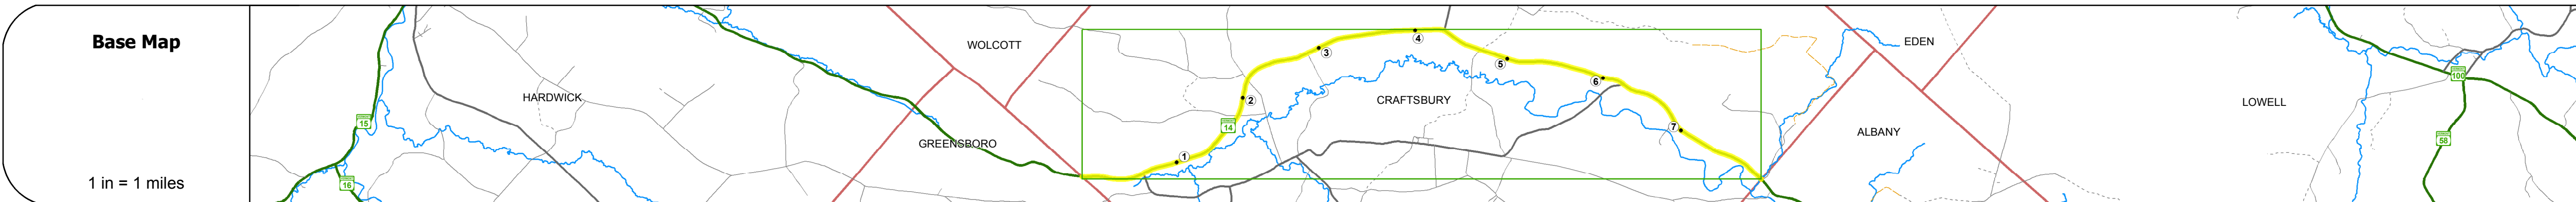 Base Map
1 in = 1 miles
HARDWICK
15
16
WOLCOTT
GREENSBORO
14
1
2
3
4
5
6
7
CRAFTSBURY
EDEN
ALBANY
LOWELL
100
58